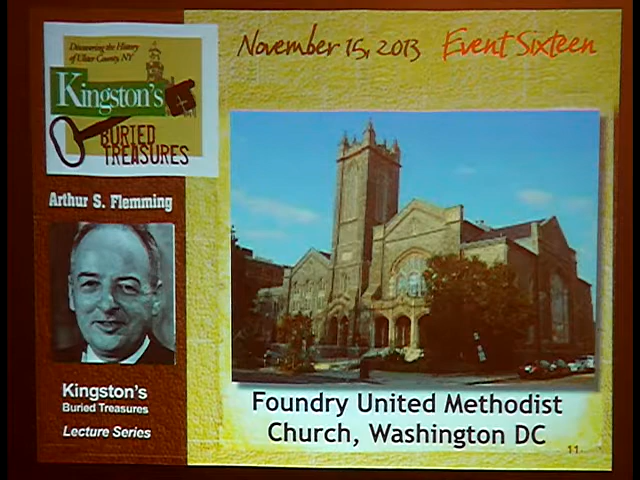 Discovering the History
of Ulster County, NY
Kingston's
BURIED
TREASURES
November 15, 2013 Event Sixteen
Arthur S. Flemming
Kingston's
Buried Treasures
Lecture Series
Foundry United Methodist
Church, Washington DC
11